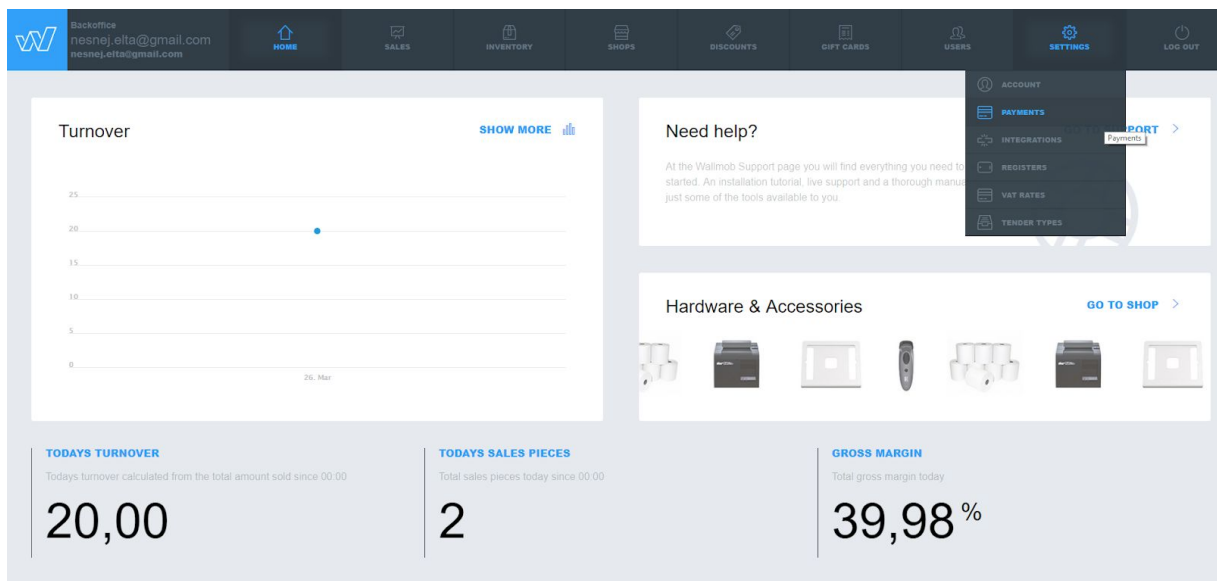 Backoffice
nesnej.elta@gmail.com
nesnej.elta@gmail.com
HOME
SALES
INVENTORY
SHOPS
DISCOUNTS
GIFT CARDS
USERS
SETTINGS
LOG OUT
ACCOUNT
PAYMENTS
INTEGRATIONS
REGISTERS
VAT RATES
TENDER TYPES
Payments
Turnover
SHOW MORE
25
20
15
10
5
0
26. Mar
Need help?
PORT
At the Wallmob Support page you will find everything you need to
started. An installation tutorial, live support and a thorough manua
just some of the tools available to you.
Hardware & Accessories
GO TO SHOP
TODAYS TURNOVER
Todays turnover calculated from the total amount sold since 00:00
20,00
TODAYS SALES PIECES
Total sales pieces today since 00:00
2
GROSS MARGIN
Total gross margin today
39,98 %